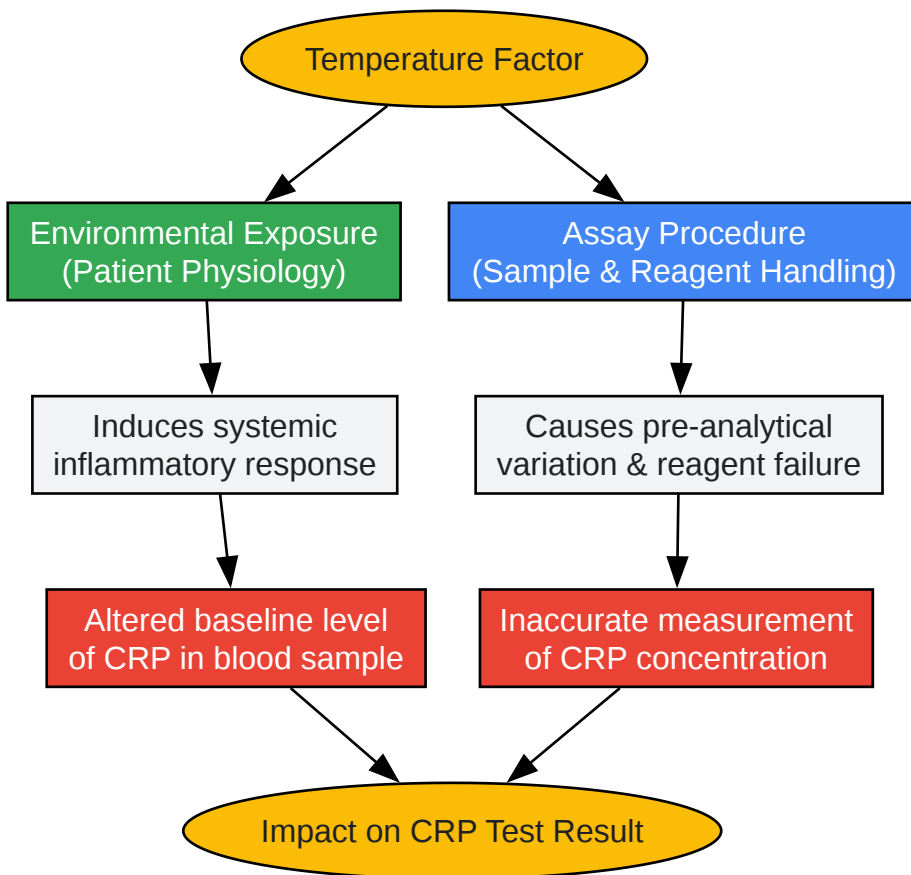 Temperature Factor
Environmental Exposure
(Patient Physiology)
Assay Procedure
(Sample & Reagent Handling)
Induces systemic
inflammatory response
Causes pre-analytical
variation & reagent failure
Altered baseline level
of CRP in blood sample
Inaccurate measurement
of CRP concentration
Impact on CRP Test Result